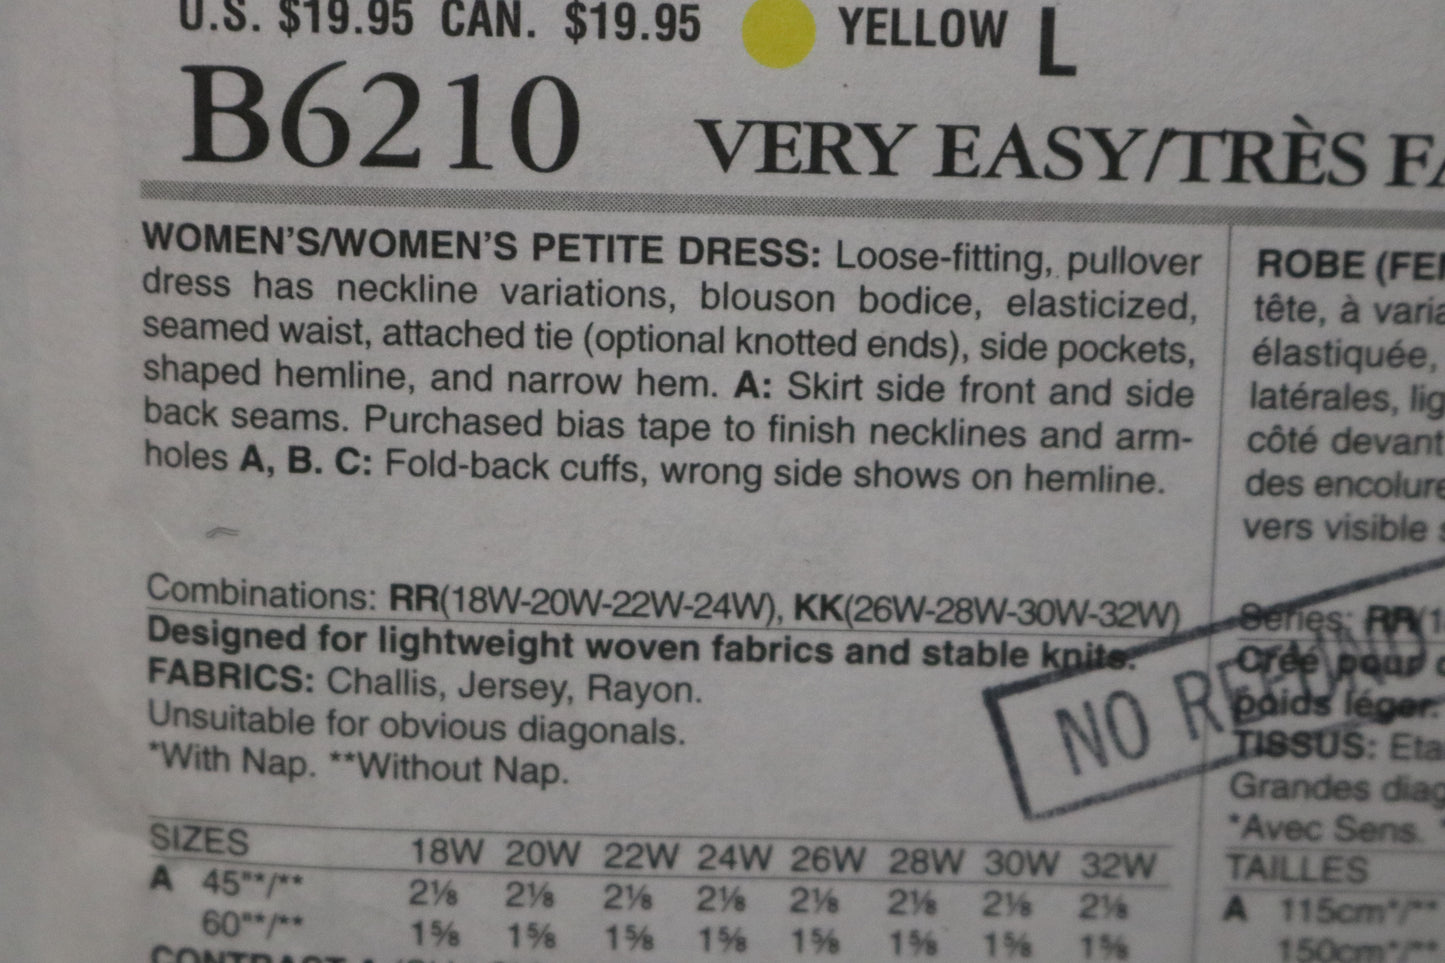 U.S. $19.95 CAN. $19.95 YELLOW L
B6210 VERY EASY/TRÈS
WOMEN'S/WOMEN'S PETITE DRESS: Loose-fitting, pullover
dress has neckline variations, blouson bodice, elasticized,
seamed waist, attached tie (optional knotted ends), side pockets,
shaped hemline, and narrow hem. A: Skirt side front and side
back seams. Purchased bias tape to finish necklines and arm-
holes A, B. C: Fold-back cuffs, wrong side shows on hemline.
Combinations: RR(18W-20W-22W-24W), KK(26W-28W-30W-32W)
Designed for lightweight woven fabrics and stable knits.
FABRICS: Challis, Jersey, Rayon.
Unsuitable for obvious diagonals.
*With Nap. **Without Nap.
SIZES 18W 20W 22W 24W 26W 28W 30W 32W
A 45"*/** 2⅛ 2⅛ 2⅛ 2⅛ 2⅛ 2⅛ 2⅛ 2⅛
60"*/** 1⅝ 1⅝ 1⅝ 1⅝ 1⅝ 1⅝ 1⅝ 1⅝
ROBE
tête, à
élastiquée,
latérales,
côté devant
des
vers visible
Série: RR
Créé pour
poids léger.
TISSUS:
Grandes
*Avec Sens.
TAILLES
A 115cm*/**
150cm*/**
NO REFUND